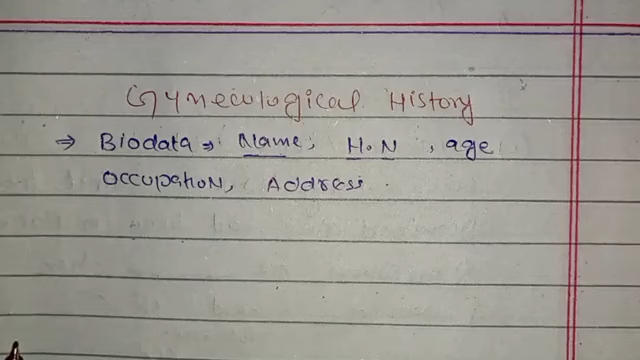 Gynecological History
⇒ Biodata ⇒ Name, H.N, age
Occupation, Address.